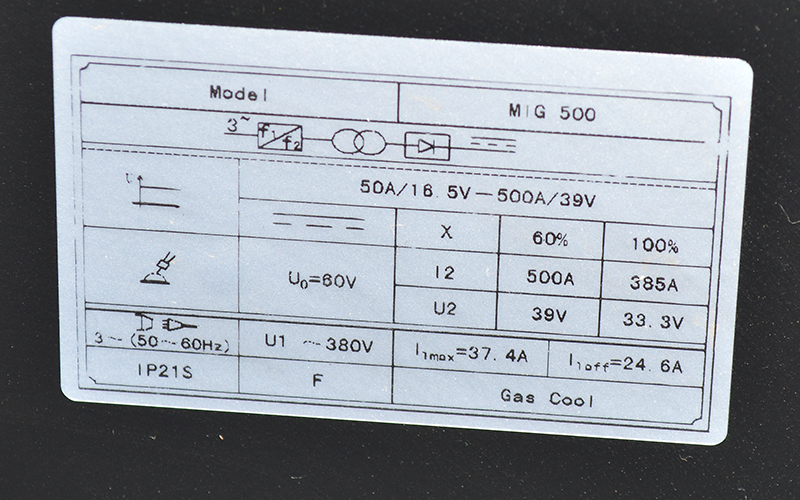 Model MIG 500
3~ f1 f2
U 50A/16.5V—500A/39V
X 60% 100%
U0=60V I2 500A 385A
U2 39V 33.3V
3~(50~60Hz) U1 ~380V I1max=37.4A I1off=24.6A
IP21S F Gas Cool